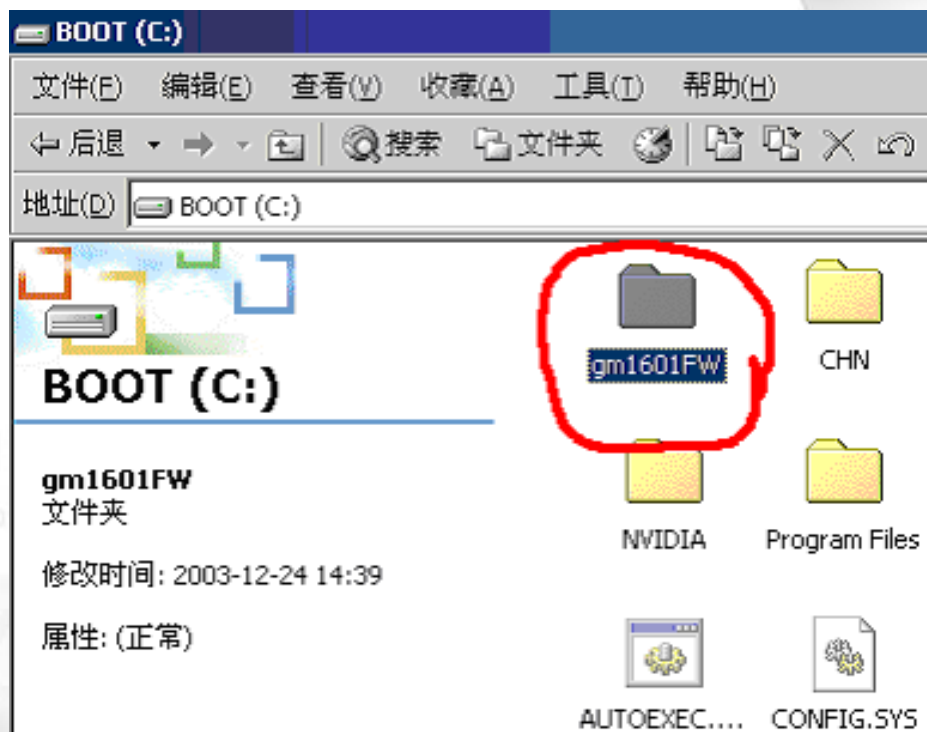 BOOT (C:)
文件(F) 编辑(E) 查看(V) 收藏(A) 工具(T) 帮助(H)
后退 搜索 文件夹
地址(D) BOOT (C:)
BOOT (C:)
gm1601FW
文件夹
修改时间: 2003-12-24 14:39
属性: (正常)
gm1601FW CHN
NVIDIA Program Files
AUTOEXEC.... CONFIG.SYS